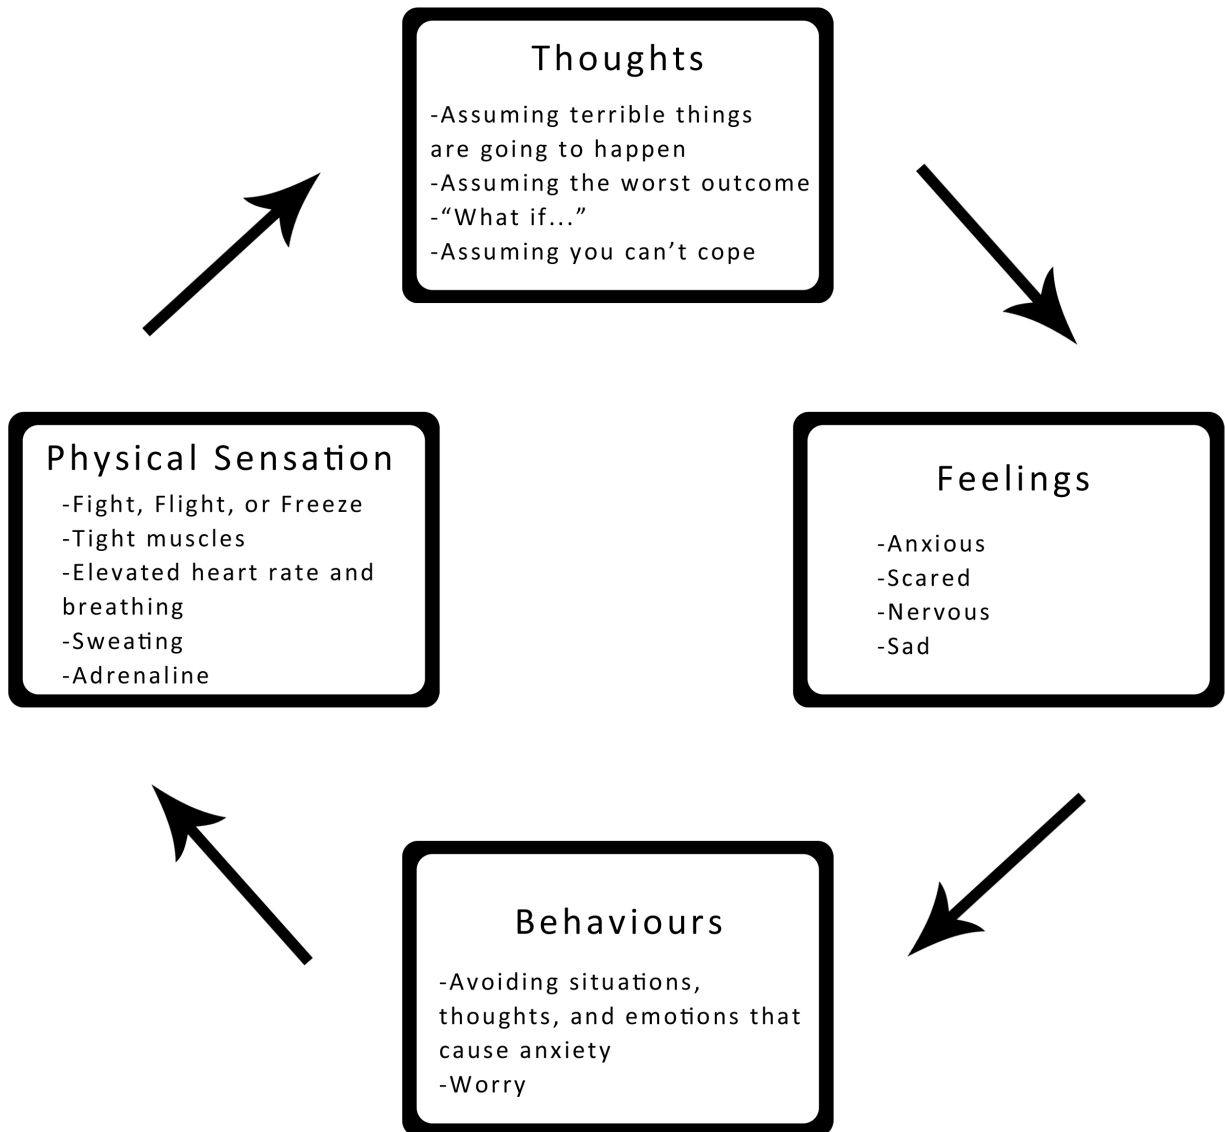 Thoughts
-Assuming terrible things
are going to happen
-Assuming the worst outcome
-“What if...”
-Assuming you can’t cope
Physical Sensation
-Fight, Flight, or Freeze
-Tight muscles
-Elevated heart rate and
breathing
-Sweating
-Adrenaline
Feelings
-Anxious
-Scared
-Nervous
-Sad
Behaviours
-Avoiding situations,
thoughts, and emotions that
cause anxiety
-Worry